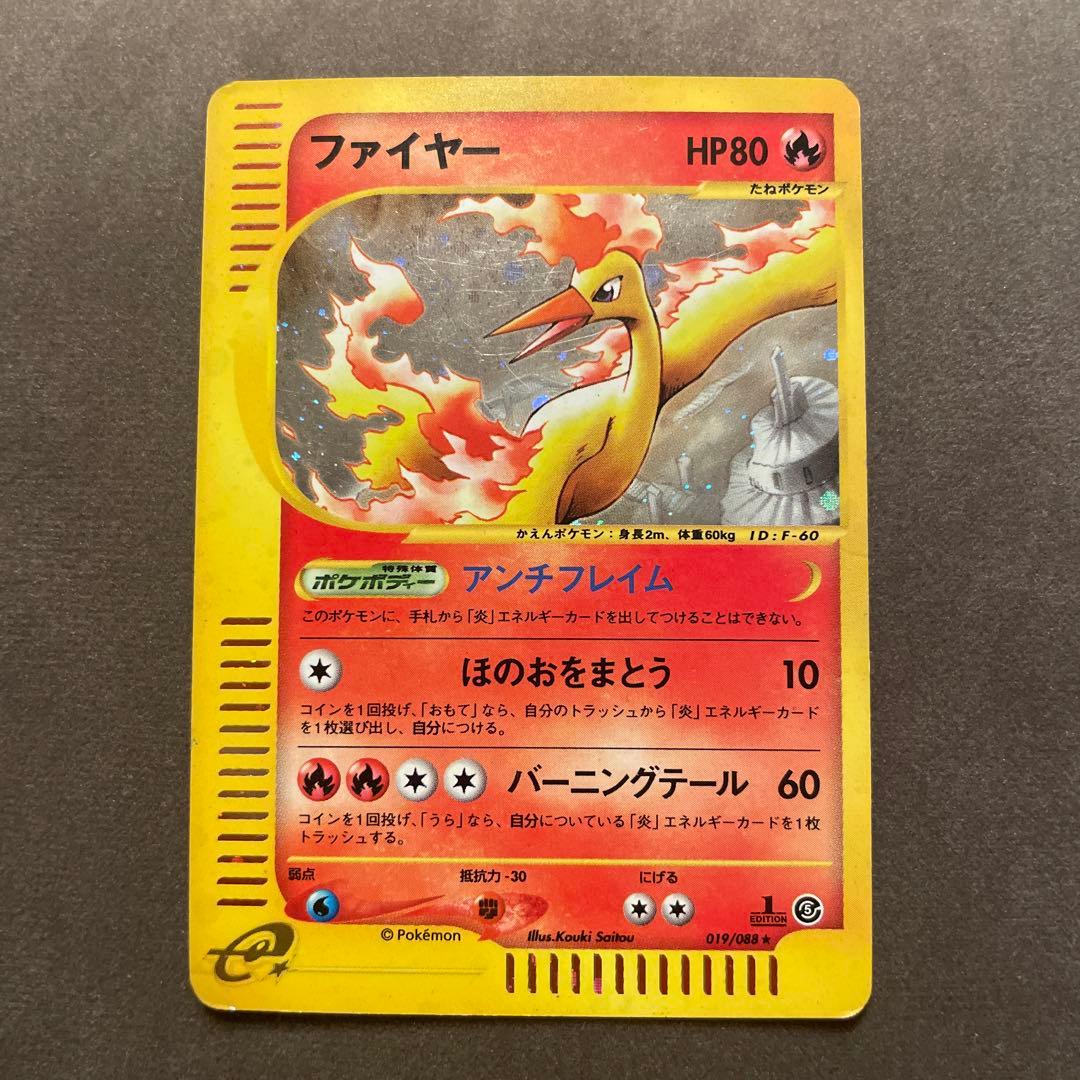 ファイヤー HP80
たねポケモン
かえんポケモン：身長2m、体重60kg ID:F-60
特殊体質
ポケボディー アンチフレイム
このポケモンに、手札から「炎」エネルギーカードを出してつけることはできない。
ほのおをまとう 10
コインを1回投げ、「おもて」なら、自分のトラッシュから「炎」エネルギーカード
を1枚選び出し、自分につける。
バーニングテール 60
コインを1回投げ、「うら」なら、自分についている「炎」エネルギーカードを1枚
トラッシュする。
弱点 抵抗力-30 にげる
1
EDITION 5
©Pokémon Illus.Kouki Saitou 019/088★
e